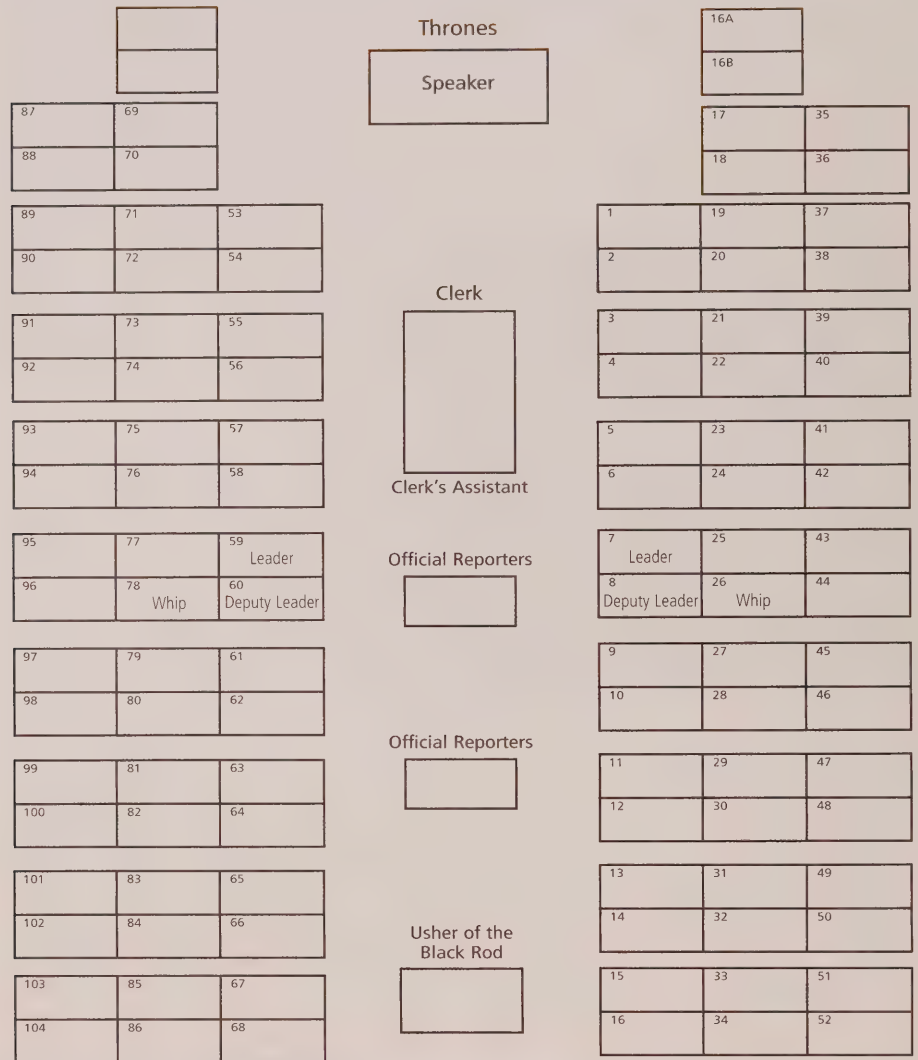 Thrones
Speaker
16A
16B
87 69
88 70
17 35
18 36
89 71 53
90 72 54
1 19 37
2 20 38
Clerk
91 73 55
92 74 56
3 21 39
4 22 40
93 75 57
94 76 58
5 23 41
6 24 42
Clerk's Assistant
95 77 59 Leader
96 78 Whip 60 Deputy Leader
Official Reporters
7 Leader 25 43
8 Deputy Leader 26 Whip 44
97 79 61
98 80 62
9 27 45
10 28 46
Official Reporters
99 81 63
100 82 64
11 29 47
12 30 48
101 83 65
102 84 66
13 31 49
14 32 50
Usher of the
Black Rod
103 85 67
104 86 68
15 33 51
16 34 52